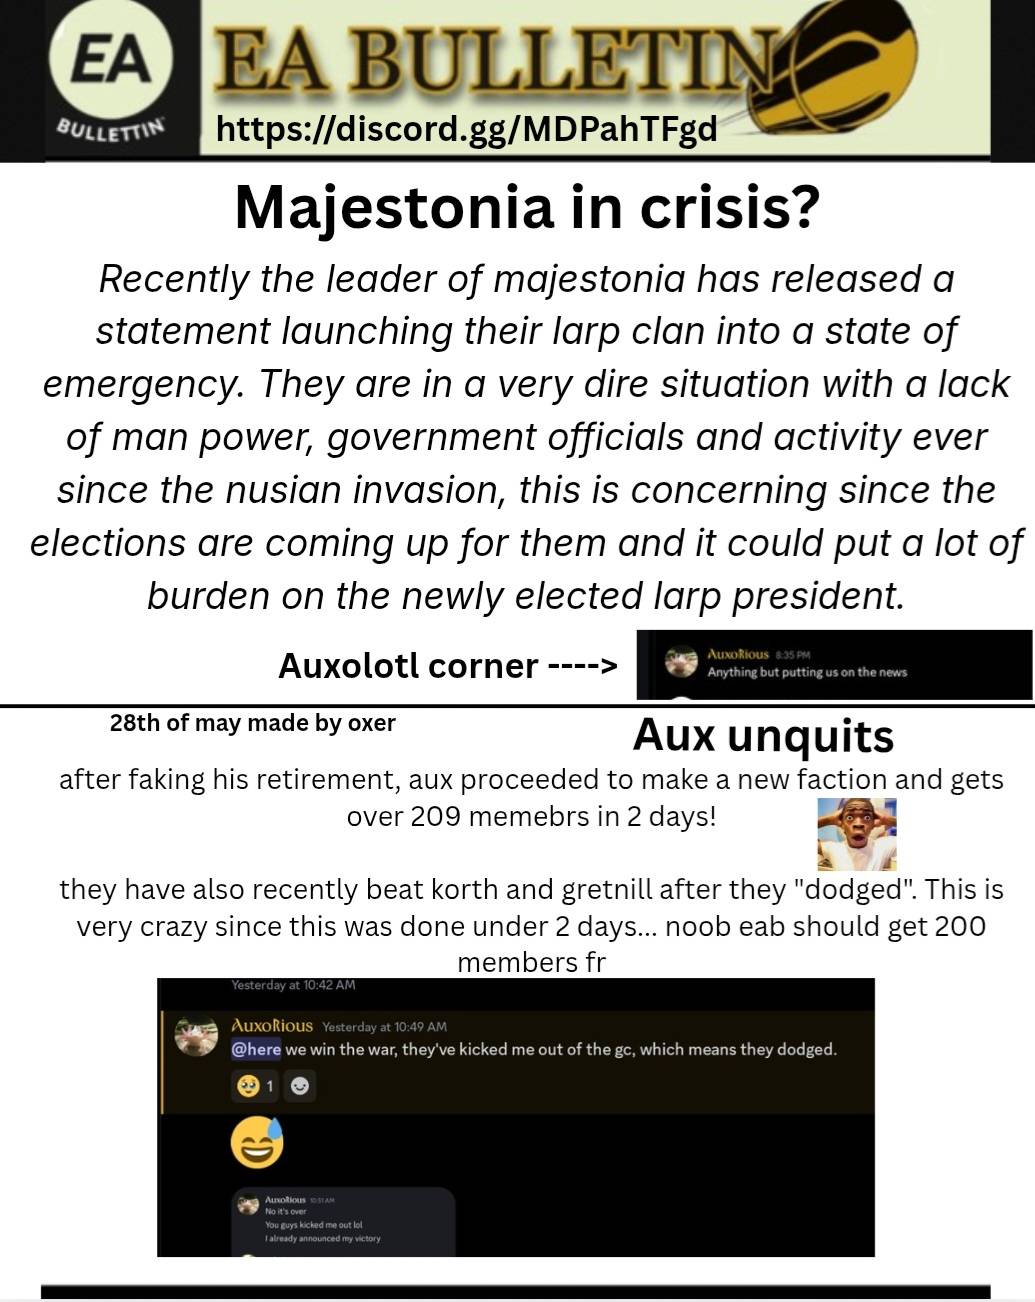 EA
BULLETTIN
EA BULLETIN
https://discord.gg/MDPahTFgd
Majestonia in crisis?
Recently the leader of majestonia has released a
statement launching their larp clan into a state of
emergency. They are in a very dire situation with a lack
of man power, government officials and activity ever
since the nusian invasion, this is concerning since the
elections are coming up for them and it could put a lot of
burden on the newly elected larp president.
Auxolotl corner ---->
AuxoRious 8:35 PM
Anything but putting us on the news
28th of may made by oxer
Aux unquits
after faking his retirement, aux proceeded to make a new faction and gets
over 209 memebrs in 2 days!
they have also recently beat korth and gretnill after they "dodged". This is
very crazy since this was done under 2 days... noob eab should get 200
members fr
Yesterday at 10:42 AM
AuxoRious Yesterday at 10:49 AM
@here we win the war, they've kicked me out of the gc, which means they dodged.
1
AuxoRious 10:51 AM
No it's over
You guys kicked me out lol
I already announced my victory